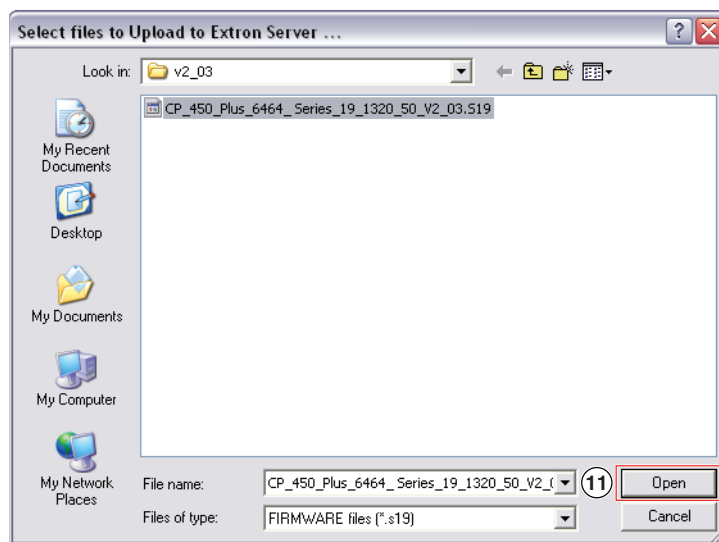 Select files to Upload to Extron Server ...
Look in: v2_03
CP_450_Plus_6464_ Series_19_1320_50_V2_03.S19
My Recent
Documents
Desktop
My Documents
My Computer
My Network
Places
File name: CP_450_Plus_6464_ Series_19_1320_50_V2_( 11 Open
Files of type: FIRMWARE files (*.s19) Cancel